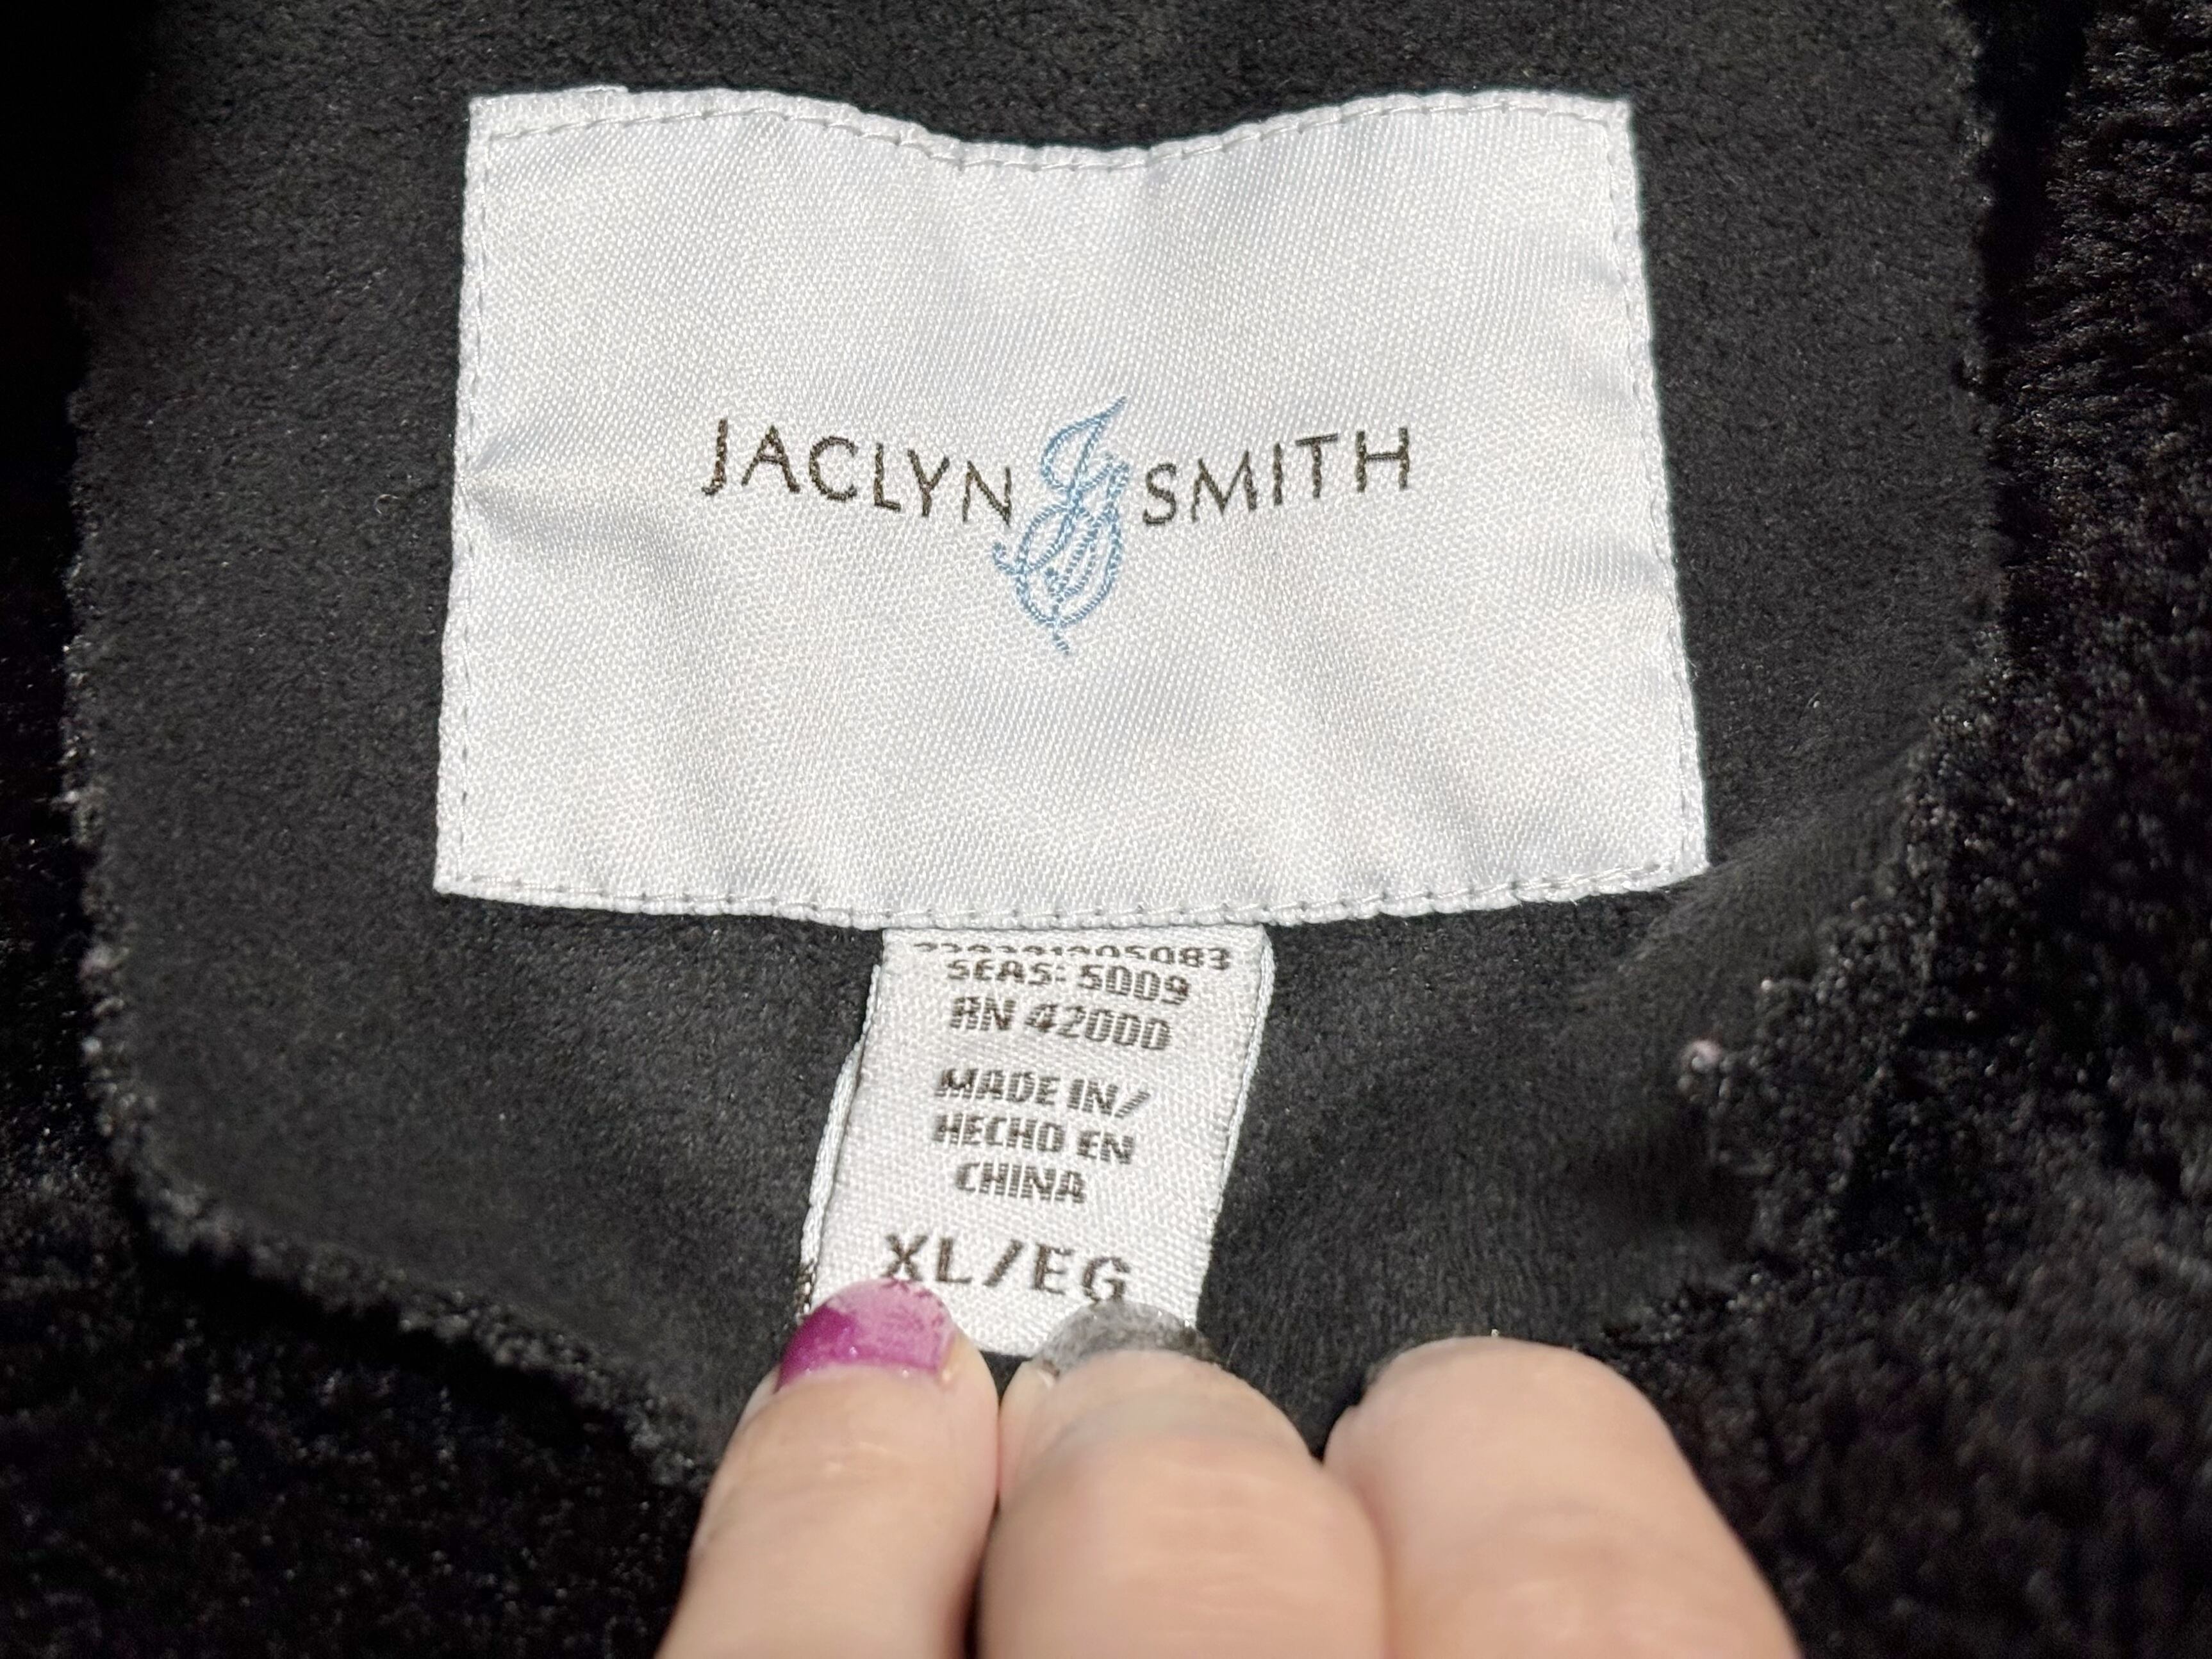 JACLYN SMITH
SEAS: 5009
RN 42000
MADE IN/
HECHO EN
CHINA
XL/EG